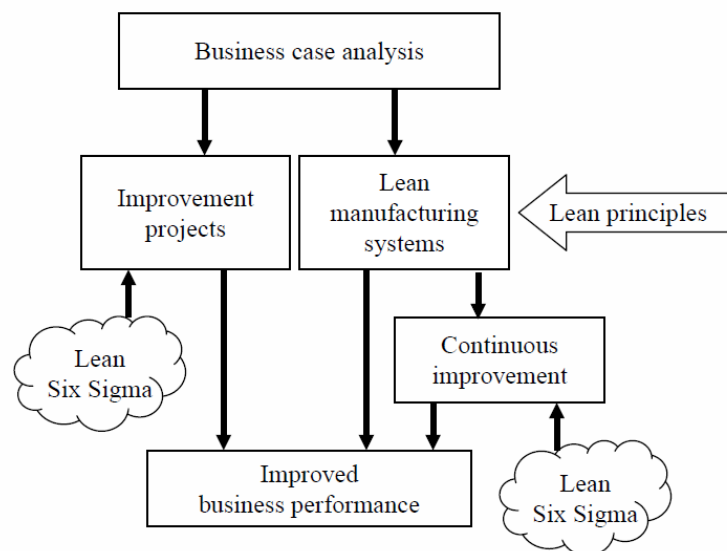 Business case analysis
Improvement
projects
Lean
manufacturing
systems
Lean principles
Lean
Six Sigma
Continuous
improvement
Improved
business performance
Lean
Six Sigma